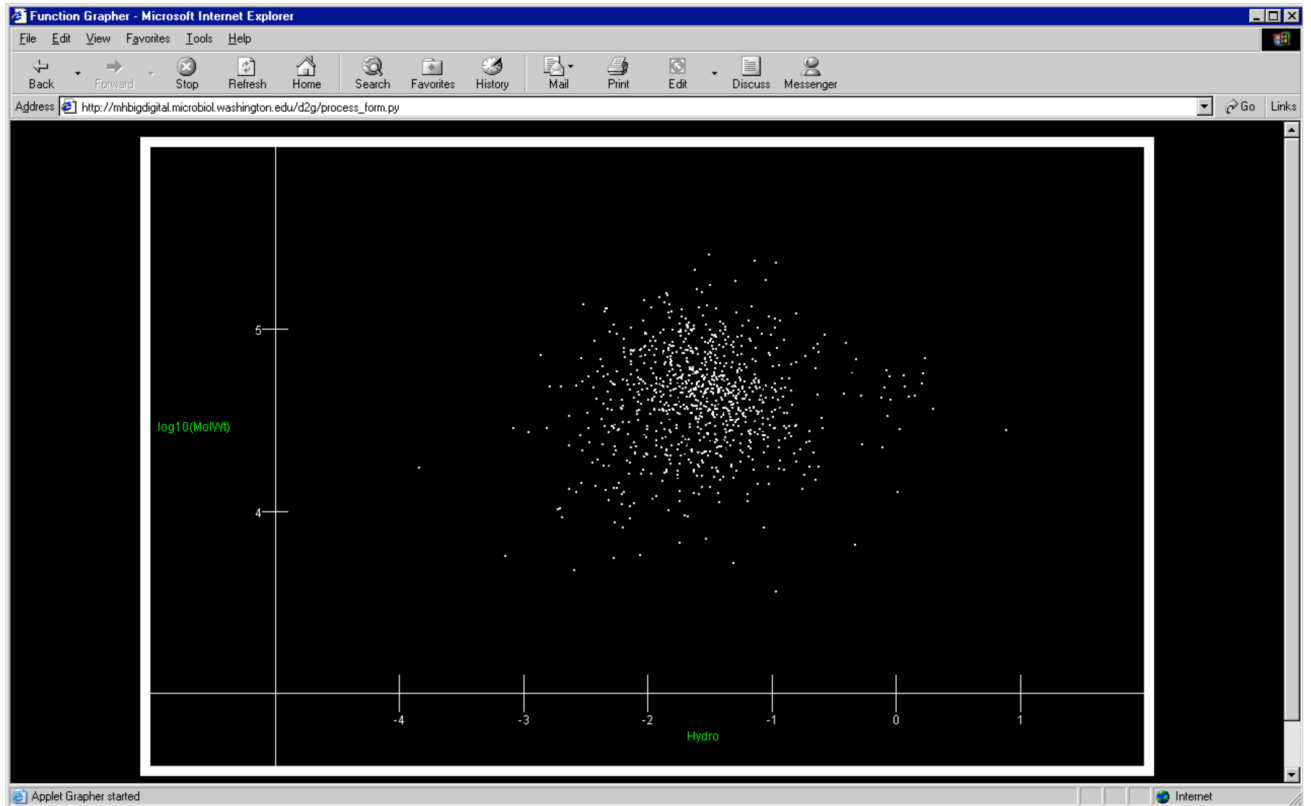 Function Grapher - Microsoft Internet Explorer
File Edit View Favorites Tools Help
Back Forward Stop Refresh Home Search Favorites History Mail Print Edit Discuss Messenger
Address http://mhbigdigital.microbiol.washington.edu/d2g/process_form.py Go Links
5
log10(MolWt)
4
-4 -3 -2 -1 0 1
Hydro
Applet Grapher started Internet